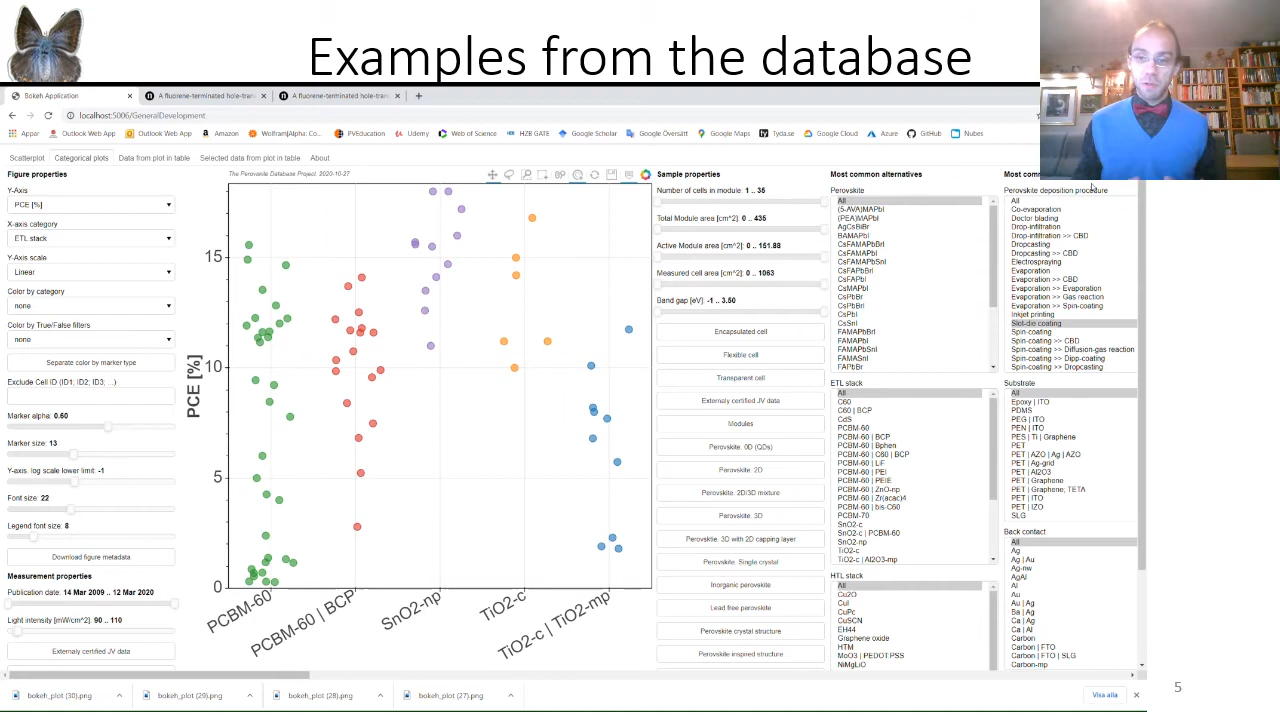 Examples from the database
Bokeh Application
A fluorene-terminated hole-tran
A fluorene-terminated hole-tran
localhost:5006/GeneralDevelopment
Appar
Outlook Web App
Outlook Web App
Amazon
Wolfram|Alpha: Co...
PVEducation
Udemy
Web of Science
HZB GATE
Google Scholar
Google Översätt
Google Maps
Tyda.se
Google Cloud
Azure
GitHub
Nubes
Scatterplot
Categorical plots
Data from plot in table
Selected data from plot in table
About
Figure properties
Y-Axis
PCE [%]
X-axis category
ETL stack
Y-Axis scale
Linear
Color by category
none
Color by True/False filters
none
Separate color by marker type
Exclude Cell ID (ID1; ID2; ID3; ...)
Marker alpha: 0.60
Marker size: 13
Y-axis. log scale lower limit: -1
Font size: 22
Legend font size: 8
Download figure metadata
Measurement properties
Publication date: 14 Mar 2009 .. 12 Mar 2020
Light intensity [mW/cm^2]: 90 .. 110
Externaly certified JV data
The Perovskite Database Project. 2020-10-27
PCE [%]
15
10
5
0
PCBM-60
PCBM-60 | BCP
SnO2-np
TiO2-c
TiO2-c | TiO2-mp
Sample properties
Number of cells in module: 1 .. 35
Total Module area [cm^2]: 0 .. 435
Active Module area [cm^2]: 0 .. 151.88
Measured cell area [cm^2]: 0 .. 1063
Band gap [eV]: -1 .. 3.50
Encapsulated cell
Flexible cell
Transparent cell
Externaly certified JV data
Modules
Perovskite. 0D (QDs)
Perovskite. 2D
Perovskite. 2D/3D mixture
Perovskite. 3D
Perovsktie. 3D with 2D capping layer
Perovskite. Single crystal
Inorganic perovskite
Lead free perovskite
Perovskite crystal structure
Perovskite inspired structure
Most common alternatives
Perovskite
All
(5-AVA)MAPbI
(PEA)MAPbI
AgCsBiBr
BAMAPbI
CsFAMAPbBrI
CsFAMAPbI
CsFAMAPbSnI
CsFAPbBrI
CsFAPbI
CsMAPbI
CsPbBr
CsPbBrI
CsPbI
CsSnI
FAMAPbBrI
FAMAPbI
FAMAPbSnI
FAMASnI
FAPbBr
ETL stack
All
C60
C60 | BCP
CdS
PCBM-60
PCBM-60 | BCP
PCBM-60 | Bphen
PCBM-60 | C60 | BCP
PCBM-60 | LiF
PCBM-60 | PEI
PCBM-60 | PEIE
PCBM-60 | ZnO-np
PCBM-60 | Zr(acac)4
PCBM-60 | bis-C60
PCBM-70
SnO2-c
SnO2-c | PCBM-60
SnO2-np
TiO2-c
TiO2-c | Al2O3-mp
HTL stack
All
Cu2O
CuI
CuPc
CuSCN
EH44
Graphene oxide
HTM
MoO3 | PEDOT:PSS
NiMgLiO
Perovskite deposition procedure
All
Co-evaporation
Doctor blading
Drop-infiltration
Drop-infiltration >> CBD
Dropcasting
Dropcasting >> CBD
Electrospraying
Evaporation
Evaporation >> CBD
Evaporation >> Evaporation
Evaporation >> Gas reaction
Evaporation >> Spin-coating
Inkjet printing
Slot-die coating
Spin-coating
Spin-coating >> CBD
Spin-coating >> Diffusion-gas reaction
Spin-coating >> Dipp-coating
Spin-coating >> Dropcasting
Substrate
All
Epoxy | ITO
PDMS
PEG | ITO
PEN | ITO
PES | Ti | Graphene
PET
PET | AZO | Ag | AZO
PET | Ag-grid
PET | Al2O3
PET | Graphene
PET | Graphene; TETA
PET | ITO
PET | IZO
SLG
Back contact
All
Ag
Ag | Au
Ag-nw
AgAl
Al
Au
Au | Ag
Ba | Ag
Ca | Ag
Ca | Al
Carbon
Carbon | FTO
Carbon | FTO | SLG
Carbon-mp
bokeh_plot (30).png
bokeh_plot (29).png
bokeh_plot (28).png
bokeh_plot (27).png
Visa alla
5